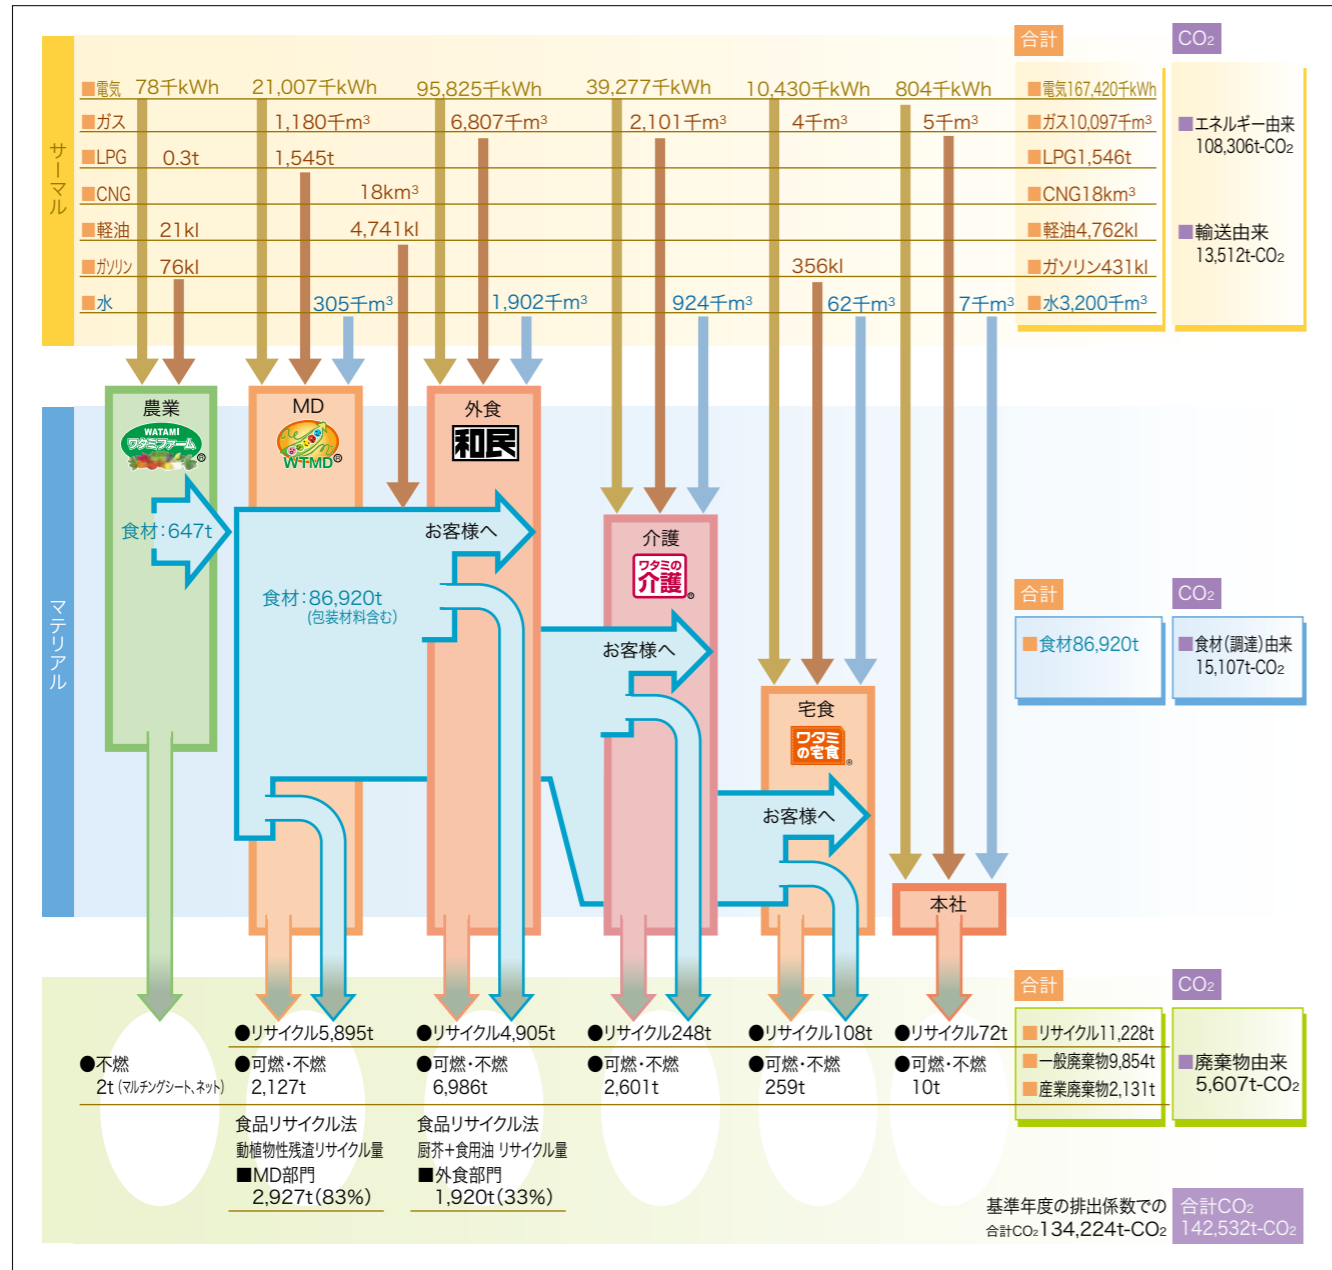 合計
CO₂
サーマル
■電気 78千kWh 21,007千kWh 95,825千kWh 39,277千kWh 10,430千kWh 804千kWh ■電気167,420千kWh
■ガス 1,180千m³ 6,807千m³ 2,101千m³ 4千m³ 5千m³ ■ガス10,097千m³
■エネルギー由来
108,306t-CO₂
■LPG 0.3t 1,545t ■LPG1,546t
■CNG 18km³ ■CNG18km³
■軽油 21kl 4,741kl ■軽油4,762kl
■輸送由来
13,512t-CO₂
■ガソリン 76kl 356kl ■ガソリン431kl
■水 305千m³ 1,902千m³ 924千m³ 62千m³ 7千m³ ■水3,200千m³
マテリアル
農業
WATAMI
ワタミファーム
®
MD
WTMD®
外食
和民
食材：647t
お客様へ
食材：86,920t
(包装材料含む)
介護
ワタミの
介護
®
お客様へ
合計
CO₂
■食材86,920t
■食材(調達)由来
15,107t-CO₂
宅食
ワタミ
の宅食
®
お客様へ
本社
合計
CO₂
●リサイクル5,895t ●リサイクル4,905t ●リサイクル248t ●リサイクル108t ●リサイクル72t ■リサイクル11,228t
●不燃
2t (マルチングシート、ネット)
●可燃・不燃
2,127t
●可燃・不燃
6,986t
●可燃・不燃
2,601t
●可燃・不燃
259t
●可燃・不燃
10t
■一般廃棄物9,854t
■産業廃棄物2,131t
■廃棄物由来
5,607t-CO₂
食品リサイクル法
動植物性残渣リサイクル量
■MD部門
2,927t(83%)
食品リサイクル法
厨芥＋食用油 リサイクル量
■外食部門
1,920t(33%)
基準年度の排出係数での
合計CO₂134,224t-CO₂
合計CO₂
142,532t-CO₂